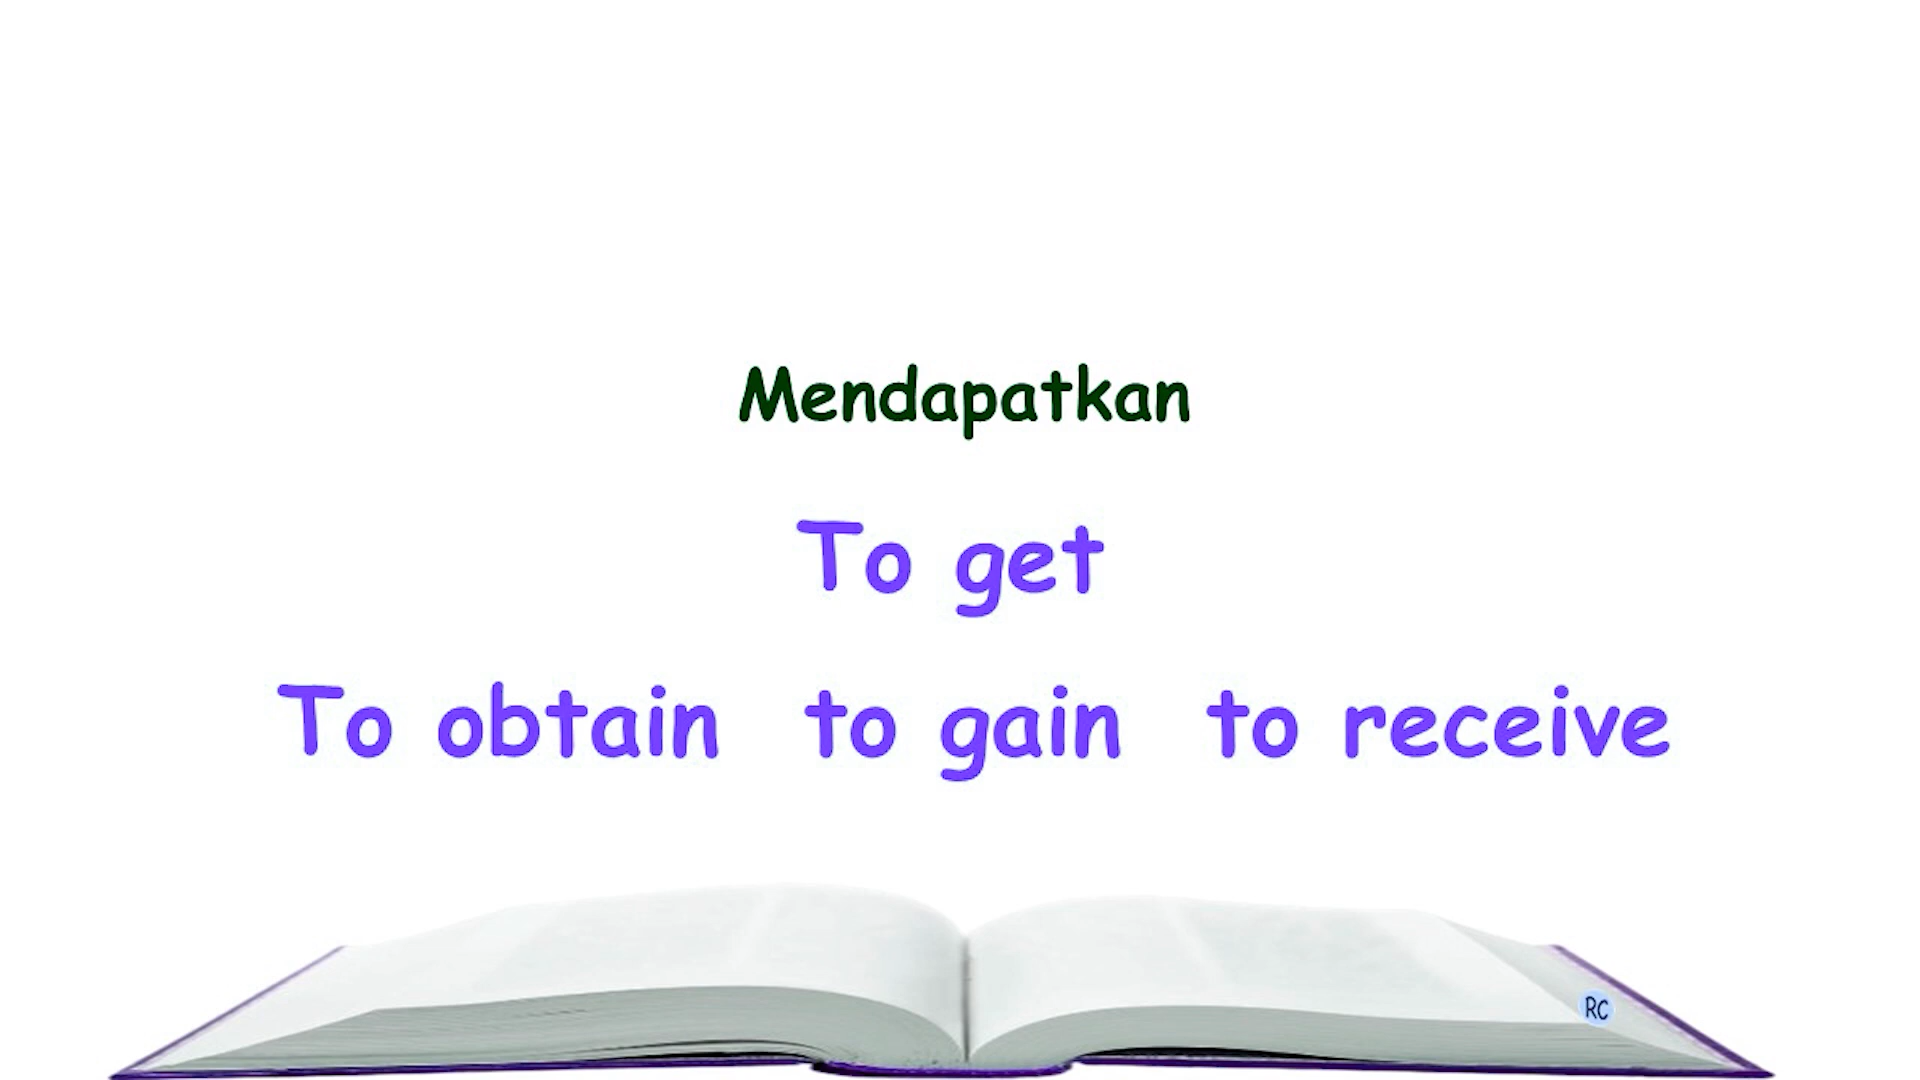 Mendapatkan
To get
To obtain to gain to receive
RC